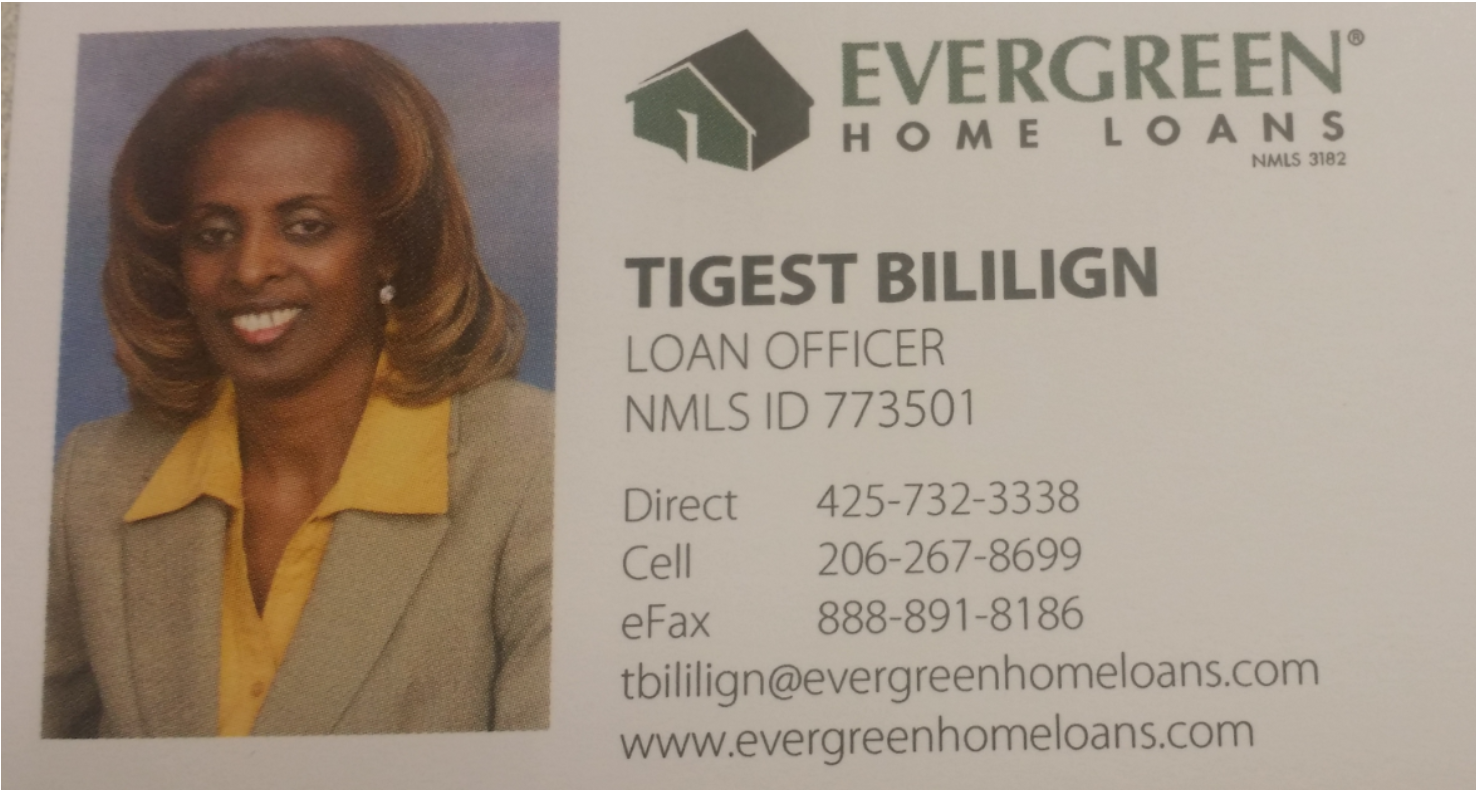 EVERGREEN®
HOME LOANS
NMLS 3182
TIGEST BILILIGN
LOAN OFFICER
NMLS ID 773501
Direct 425-732-3338
Cell 206-267-8699
eFax 888-891-8186
tbililign@evergreenhomeloans.com
www.evergreenhomeloans.com